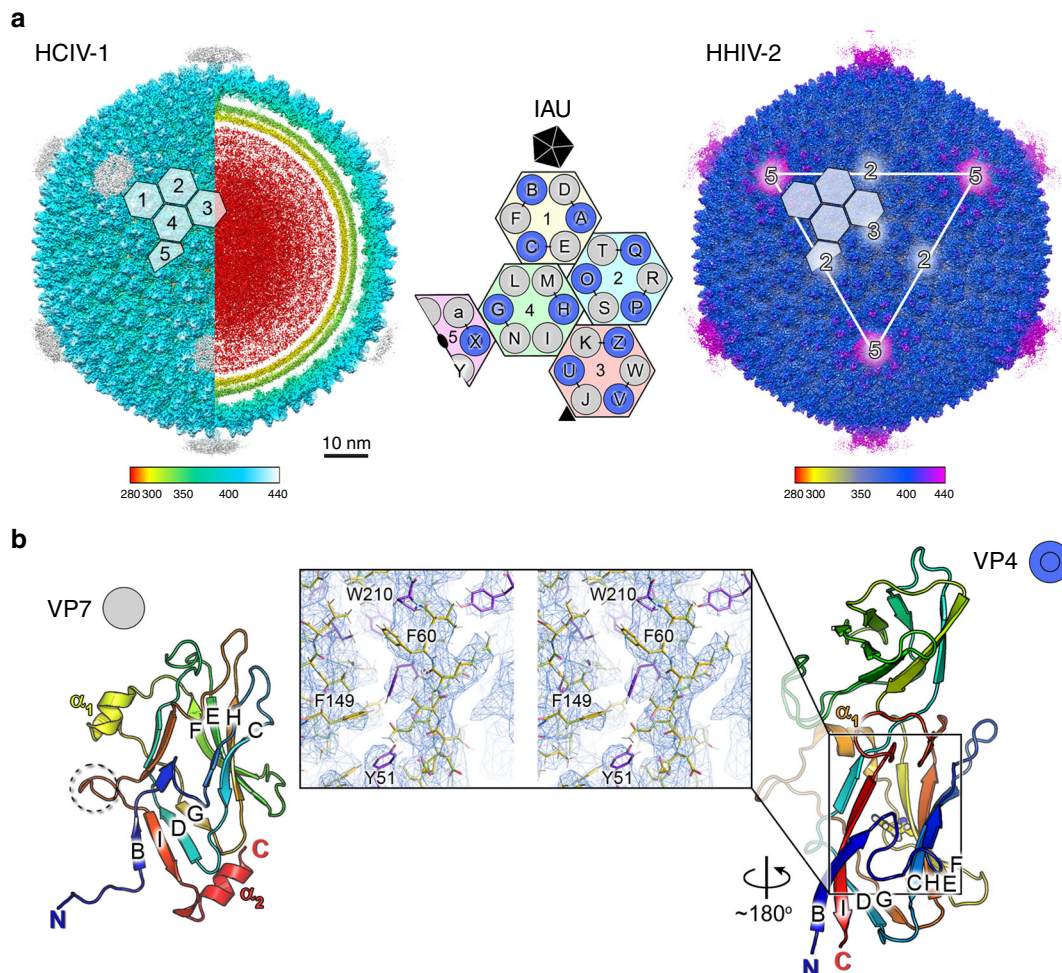 a
HCIV-1
HHIV-2
IAU
B D
F 1 A
C E
T Q
O 2 R
S P
L M
G 4 H
N I
a
5 X
Y
K Z
U 3 W
J V
1 2 3 4 5
5 2 5
3
2 2
5
10 nm
280 300 350 400 440
280 300 350 400 440
b
VP7
VP4
W210
F60
F149
Y51
W210
F60
F149
Y51
α1
F E H C
B I D G
C
α2
N
α1
~180°
B I D G C H E F
N C